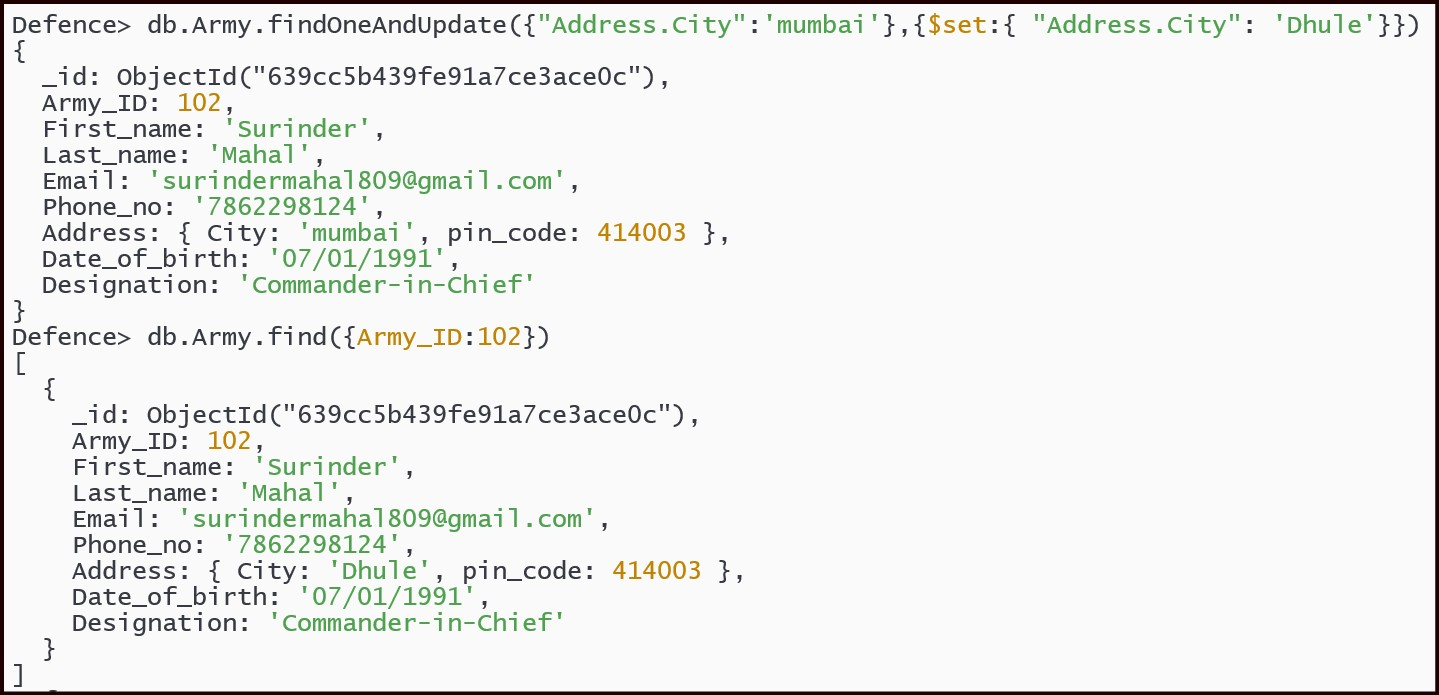 Defence> db.Army.findOneAndUpdate({"Address.City":'mumbai'},{$set:{ "Address.City": 'Dhule'}})
{
  _id: ObjectId("639cc5b439fe91a7ce3ace0c"),
  Army_ID: 102,
  First_name: 'Surinder',
  Last_name: 'Mahal',
  Email: 'surindermahal809@gmail.com',
  Phone_no: '7862298124',
  Address: { City: 'mumbai', pin_code: 414003 },
  Date_of_birth: '07/01/1991',
  Designation: 'Commander-in-Chief'
}
Defence> db.Army.find({Army_ID:102})
[
  {
    _id: ObjectId("639cc5b439fe91a7ce3ace0c"),
    Army_ID: 102,
    First_name: 'Surinder',
    Last_name: 'Mahal',
    Email: 'surindermahal809@gmail.com',
    Phone_no: '7862298124',
    Address: { City: 'Dhule', pin_code: 414003 },
    Date_of_birth: '07/01/1991',
    Designation: 'Commander-in-Chief'
  }
]